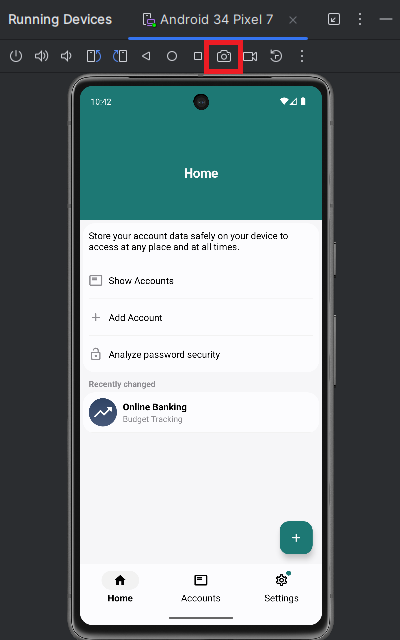 Running Devices
Android 34 Pixel 7
10:42
Home
Store your account data safely on your device to
access at any place and at all times.
Show Accounts
Add Account
Analyze password security
Recently changed
Online Banking
Budget Tracking
Home
Accounts
Settings